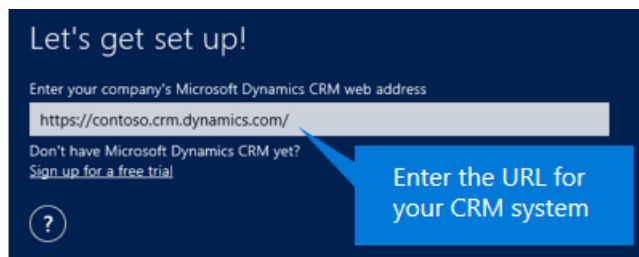 Let's get set up!
Enter your company's Microsoft Dynamics CRM web address
https://contoso.crm.dynamics.com/
Don't have Microsoft Dynamics CRM yet?
Sign up for a free trial
Enter the URL for
your CRM system
?